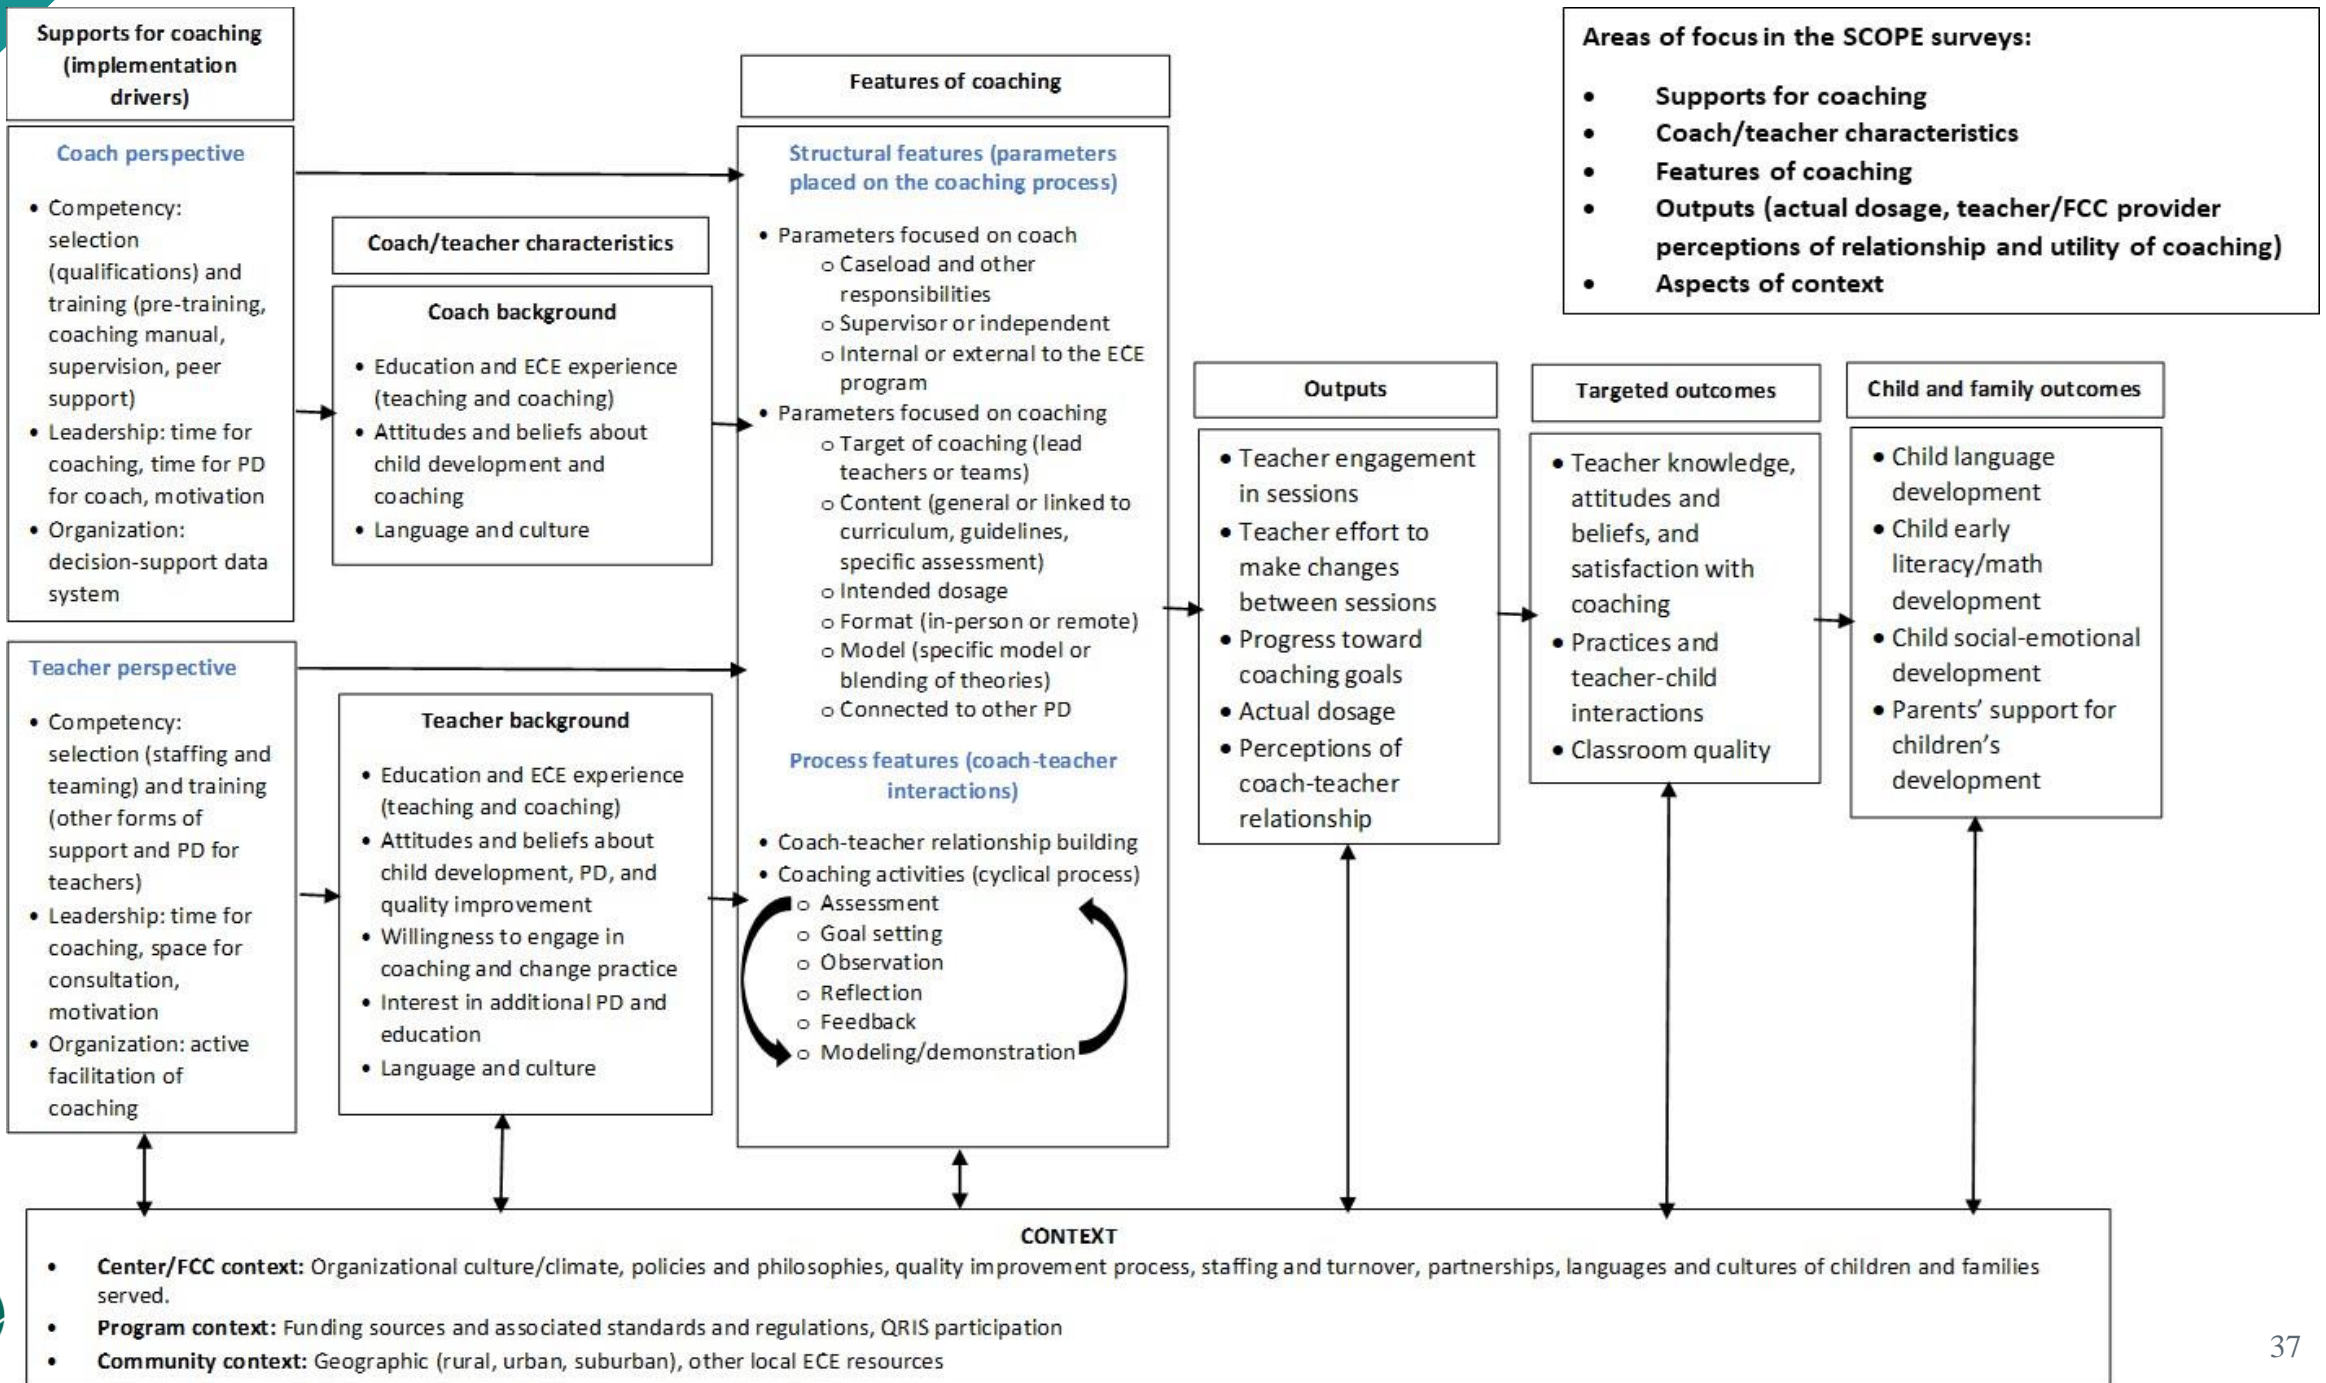 Supports for coaching
(implementation
drivers)
Coach perspective
• Competency:
selection
(qualifications) and
training (pre-training,
coaching manual,
supervision, peer
support)
• Leadership: time for
coaching, time for PD
for coach, motivation
• Organization:
decision-support data
system
Teacher perspective
• Competency:
selection (staffing and
teaming) and training
(other forms of
support and PD for
teachers)
• Leadership: time for
coaching, space for
consultation,
motivation
• Organization: active
facilitation of
coaching
Coach/teacher characteristics
Coach background
• Education and ECE experience
(teaching and coaching)
• Attitudes and beliefs about
child development and
coaching
• Language and culture
Teacher background
• Education and ECE experience
(teaching and coaching)
• Attitudes and beliefs about
child development, PD, and
quality improvement
• Willingness to engage in
coaching and change practice
• Interest in additional PD and
education
• Language and culture
Features of coaching
Structural features (parameters
placed on the coaching process)
• Parameters focused on coach
o Caseload and other
responsibilities
o Supervisor or independent
o Internal or external to the ECE
program
• Parameters focused on coaching
o Target of coaching (lead
teachers or teams)
o Content (general or linked to
curriculum, guidelines,
specific assessment)
o Intended dosage
o Format (in-person or remote)
o Model (specific model or
blending of theories)
o Connected to other PD
Process features (coach-teacher
interactions)
• Coach-teacher relationship building
• Coaching activities (cyclical process)
o Assessment
o Goal setting
o Observation
o Reflection
o Feedback
o Modeling/demonstration
Outputs
• Teacher engagement
in sessions
• Teacher effort to
make changes
between sessions
• Progress toward
coaching goals
• Actual dosage
• Perceptions of
coach-teacher
relationship
Targeted outcomes
• Teacher knowledge,
attitudes and
beliefs, and
satisfaction with
coaching
• Practices and
teacher-child
interactions
• Classroom quality
Child and family outcomes
• Child language
development
• Child early
literacy/math
development
• Child social-emotional
development
• Parents’ support for
children’s
development
Areas of focus in the SCOPE surveys:
• Supports for coaching
• Coach/teacher characteristics
• Features of coaching
• Outputs (actual dosage, teacher/FCC provider
perceptions of relationship and utility of coaching)
• Aspects of context
CONTEXT
• Center/FCC context: Organizational culture/climate, policies and philosophies, quality improvement process, staffing and turnover, partnerships, languages and cultures of children and families
served.
• Program context: Funding sources and associated standards and regulations, QRIS participation
• Community context: Geographic (rural, urban, suburban), other local ECE resources
37